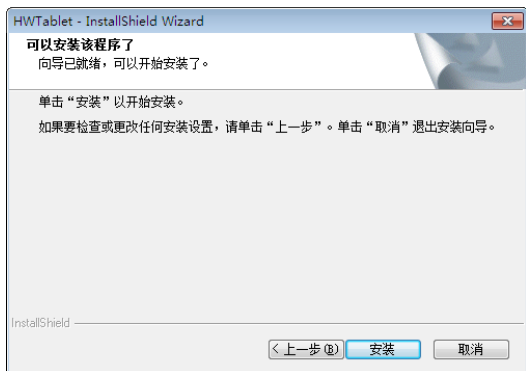 HWTablet - InstallShield Wizard
可以安装该程序了
向导已就绪，可以开始安装了。
单击“安装”以开始安装。
如果要检查或更改任何安装设置，请单击“上一步”。单击“取消”退出安装向导。
InstallShield
< 上一步(B)
安装
取消